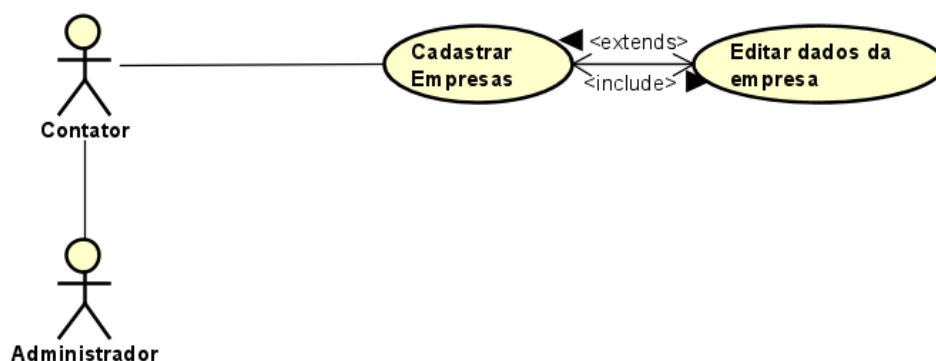 Cadastrar
Empresas
<extends>
<include>
Editar dados da
empresa
Contator
Administrador